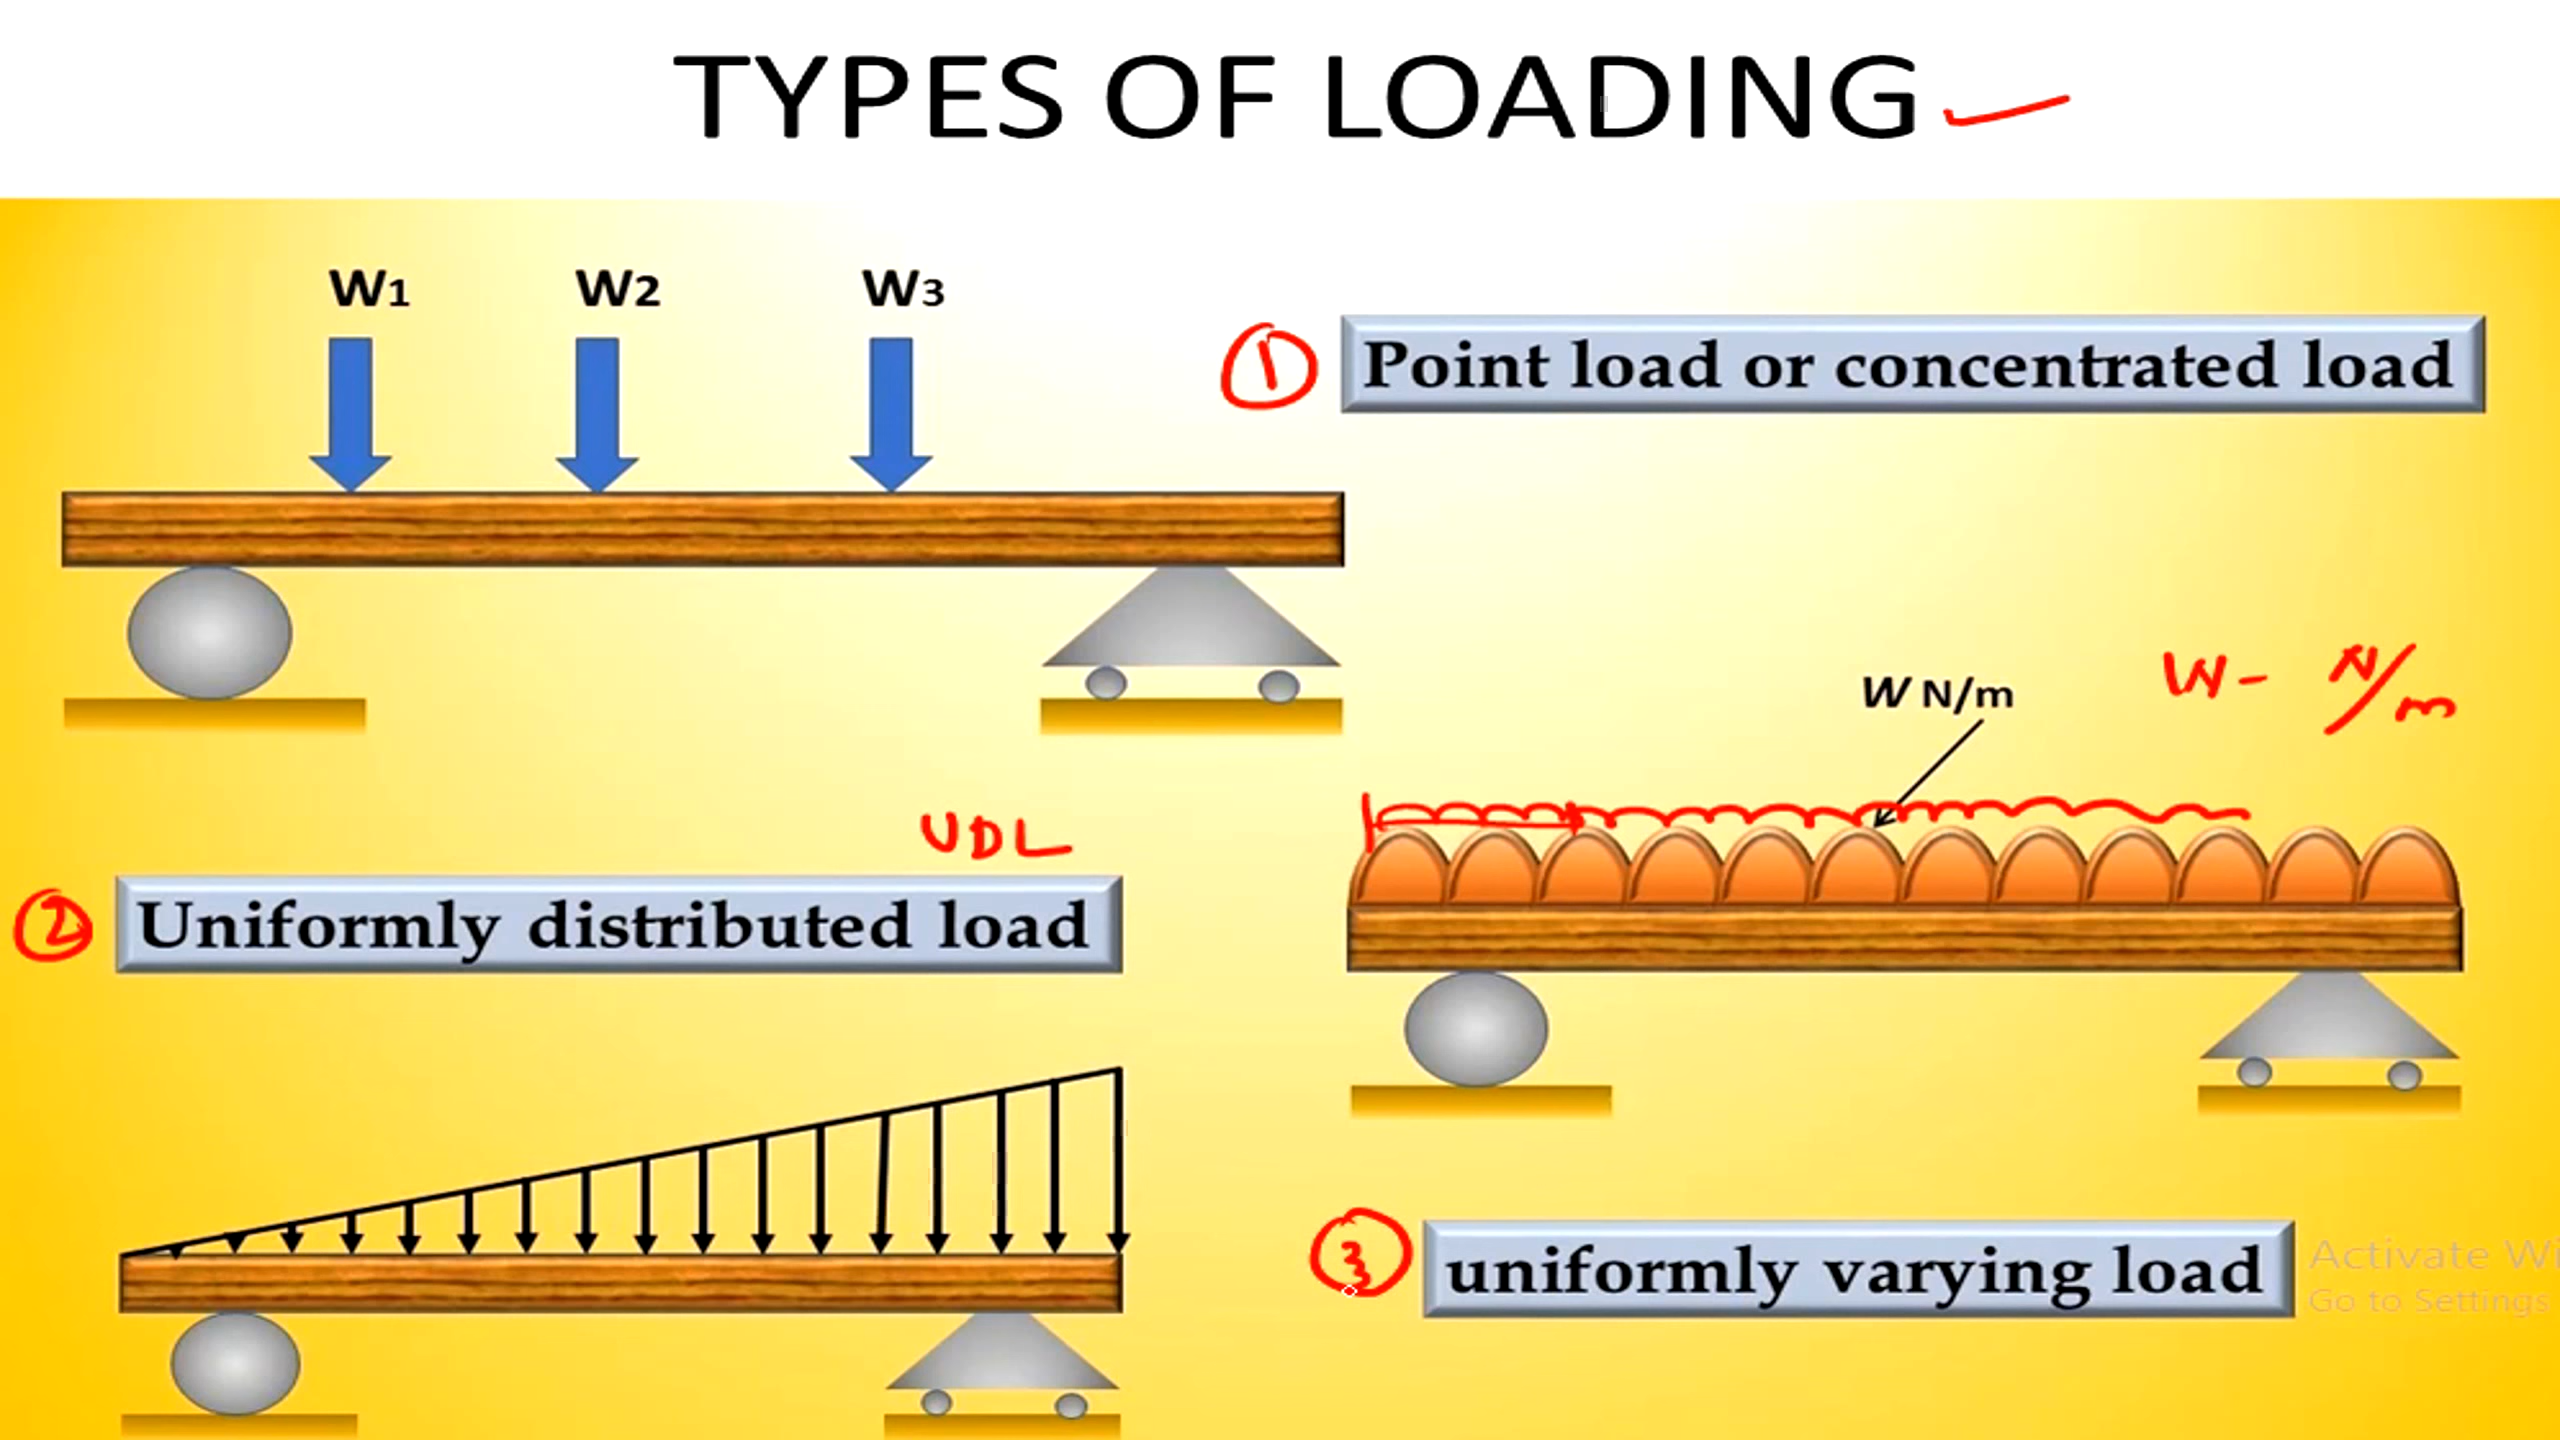 TYPES OF LOADING
W1 W2 W3
1 Point load or concentrated load
W N/m
W- N/m
UDL
2 Uniformly distributed load
3 uniformly varying load
Activate Wi
Go to Settings